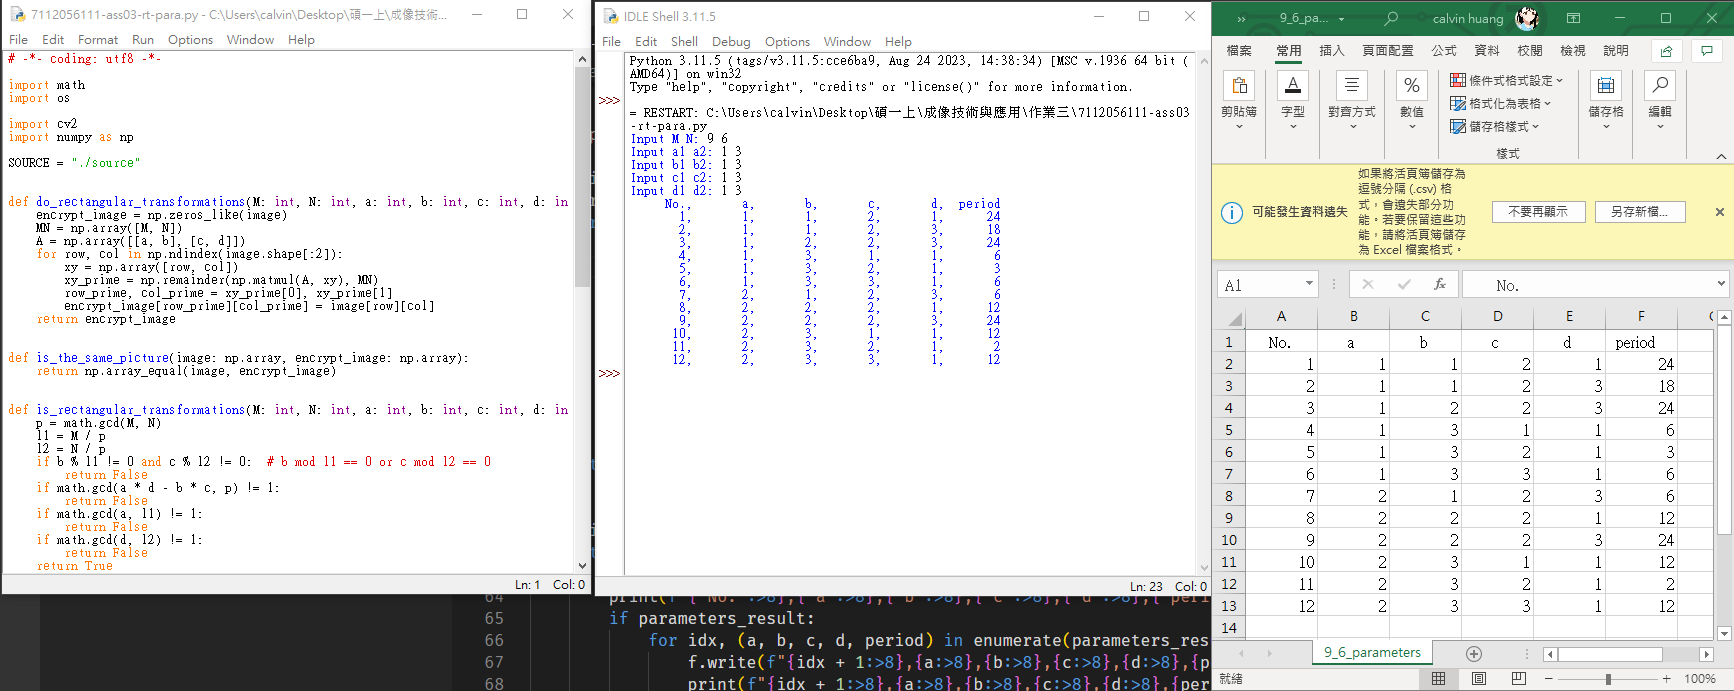 7112056111-ass03-rt-para.py - C:\Users\calvin\Desktop\碩一上\成像技術...
File Edit Format Run Options Window Help
# -*- coding: utf8 -*-
import math
import os
import cv2
import numpy as np
SOURCE = "./source"
def do_rectangular_transformations(M: int, N: int, a: int, b: int, c: int, d: in
    encrypt_image = np.zeros_like(image)
    MN = np.array([M, N])
    A = np.array([[a, b], [c, d]])
    for row, col in np.ndindex(image.shape[:2]):
        xy = np.array([row, col])
        xy_prime = np.remainder(np.matmul(A, xy), MN)
        row_prime, col_prime = xy_prime[0], xy_prime[1]
        encrypt_image[row_prime][col_prime] = image[row][col]
    return encrypt_image
def is_the_same_picture(image: np.array, encrypt_image: np.array):
    return np.array_equal(image, encrypt_image)
def is_rectangular_transformations(M: int, N: int, a: int, b: int, c: int, d: in
    p = math.gcd(M, N)
    l1 = M / p
    l2 = N / p
    if b % l1 != 0 and c % l2 != 0:  # b mod l1 == 0 or c mod l2 == 0
        return False
    if math.gcd(a * d - b * c, p) != 1:
        return False
    if math.gcd(a, l1) != 1:
        return False
    if math.gcd(d, l2) != 1:
        return False
    return True
Ln: 1 Col: 0
IDLE Shell 3.11.5
File Edit Shell Debug Options Window Help
Python 3.11.5 (tags/v3.11.5:cce6ba9, Aug 24 2023, 14:38:34) [MSC v.1936 64 bit (
AMD64)] on win32
Type "help", "copyright", "credits" or "license()" for more information.
>>>
= RESTART: C:\Users\calvin\Desktop\碩一上\成像技術與應用\作業三\7112056111-ass03
-rt-para.py
Input M N: 9 6
Input a1 a2: 1 3
Input b1 b2: 1 3
Input c1 c2: 1 3
Input d1 d2: 1 3
No., a, b, c, d, period
1, 1, 1, 2, 1, 24
2, 1, 1, 2, 3, 18
3, 1, 2, 2, 3, 24
4, 1, 3, 1, 1, 6
5, 1, 3, 2, 1, 3
6, 1, 3, 3, 1, 6
7, 2, 1, 2, 3, 6
8, 2, 2, 2, 1, 12
9, 2, 2, 2, 3, 24
10, 2, 3, 1, 1, 12
11, 2, 3, 2, 1, 2
12, 2, 3, 3, 1, 12
>>>
Ln: 23 Col: 0
64 print(f"{'No.':>8},{'a':>8},{'b':>8},{'c':>8},{'d':>8},{'peri
65 if parameters_result:
66 for idx, (a, b, c, d, period) in enumerate(parameters_res
67 f.write(f"{idx + 1:>8},{a:>8},{b:>8},{c:>8},{d:>8},{p
68 print(f"{idx + 1:>8},{a:>8},{b:>8},{c:>8},{d:>8},{per
9_6_pa... calvin huang
檔案 常用 插入 頁面配置 公式 資料 校閱 檢視 說明
剪貼簿 字型 對齊方式 數值 條件式格式設定 格式化為表格 儲存格樣式 儲存格 編輯
樣式
可能發生資料遺失
如果將活頁簿儲存為
逗號分隔 (.csv) 格
式，會遺失部分功
能。若要保留這些功
能，請將活頁簿儲存
為 Excel 檔案格式。
不要再顯示 另存新檔...
A1 fx No.
A B C D E F
1 No. a b c d period
2 1 1 1 2 1 24
3 2 1 1 2 3 18
4 3 1 2 2 3 24
5 4 1 3 1 1 6
6 5 1 3 2 1 3
7 6 1 3 3 1 6
8 7 2 1 2 3 6
9 8 2 2 2 1 12
10 9 2 2 2 3 24
11 10 2 3 1 1 12
12 11 2 3 2 1 2
13 12 2 3 3 1 12
14
9_6_parameters
就緒 100%